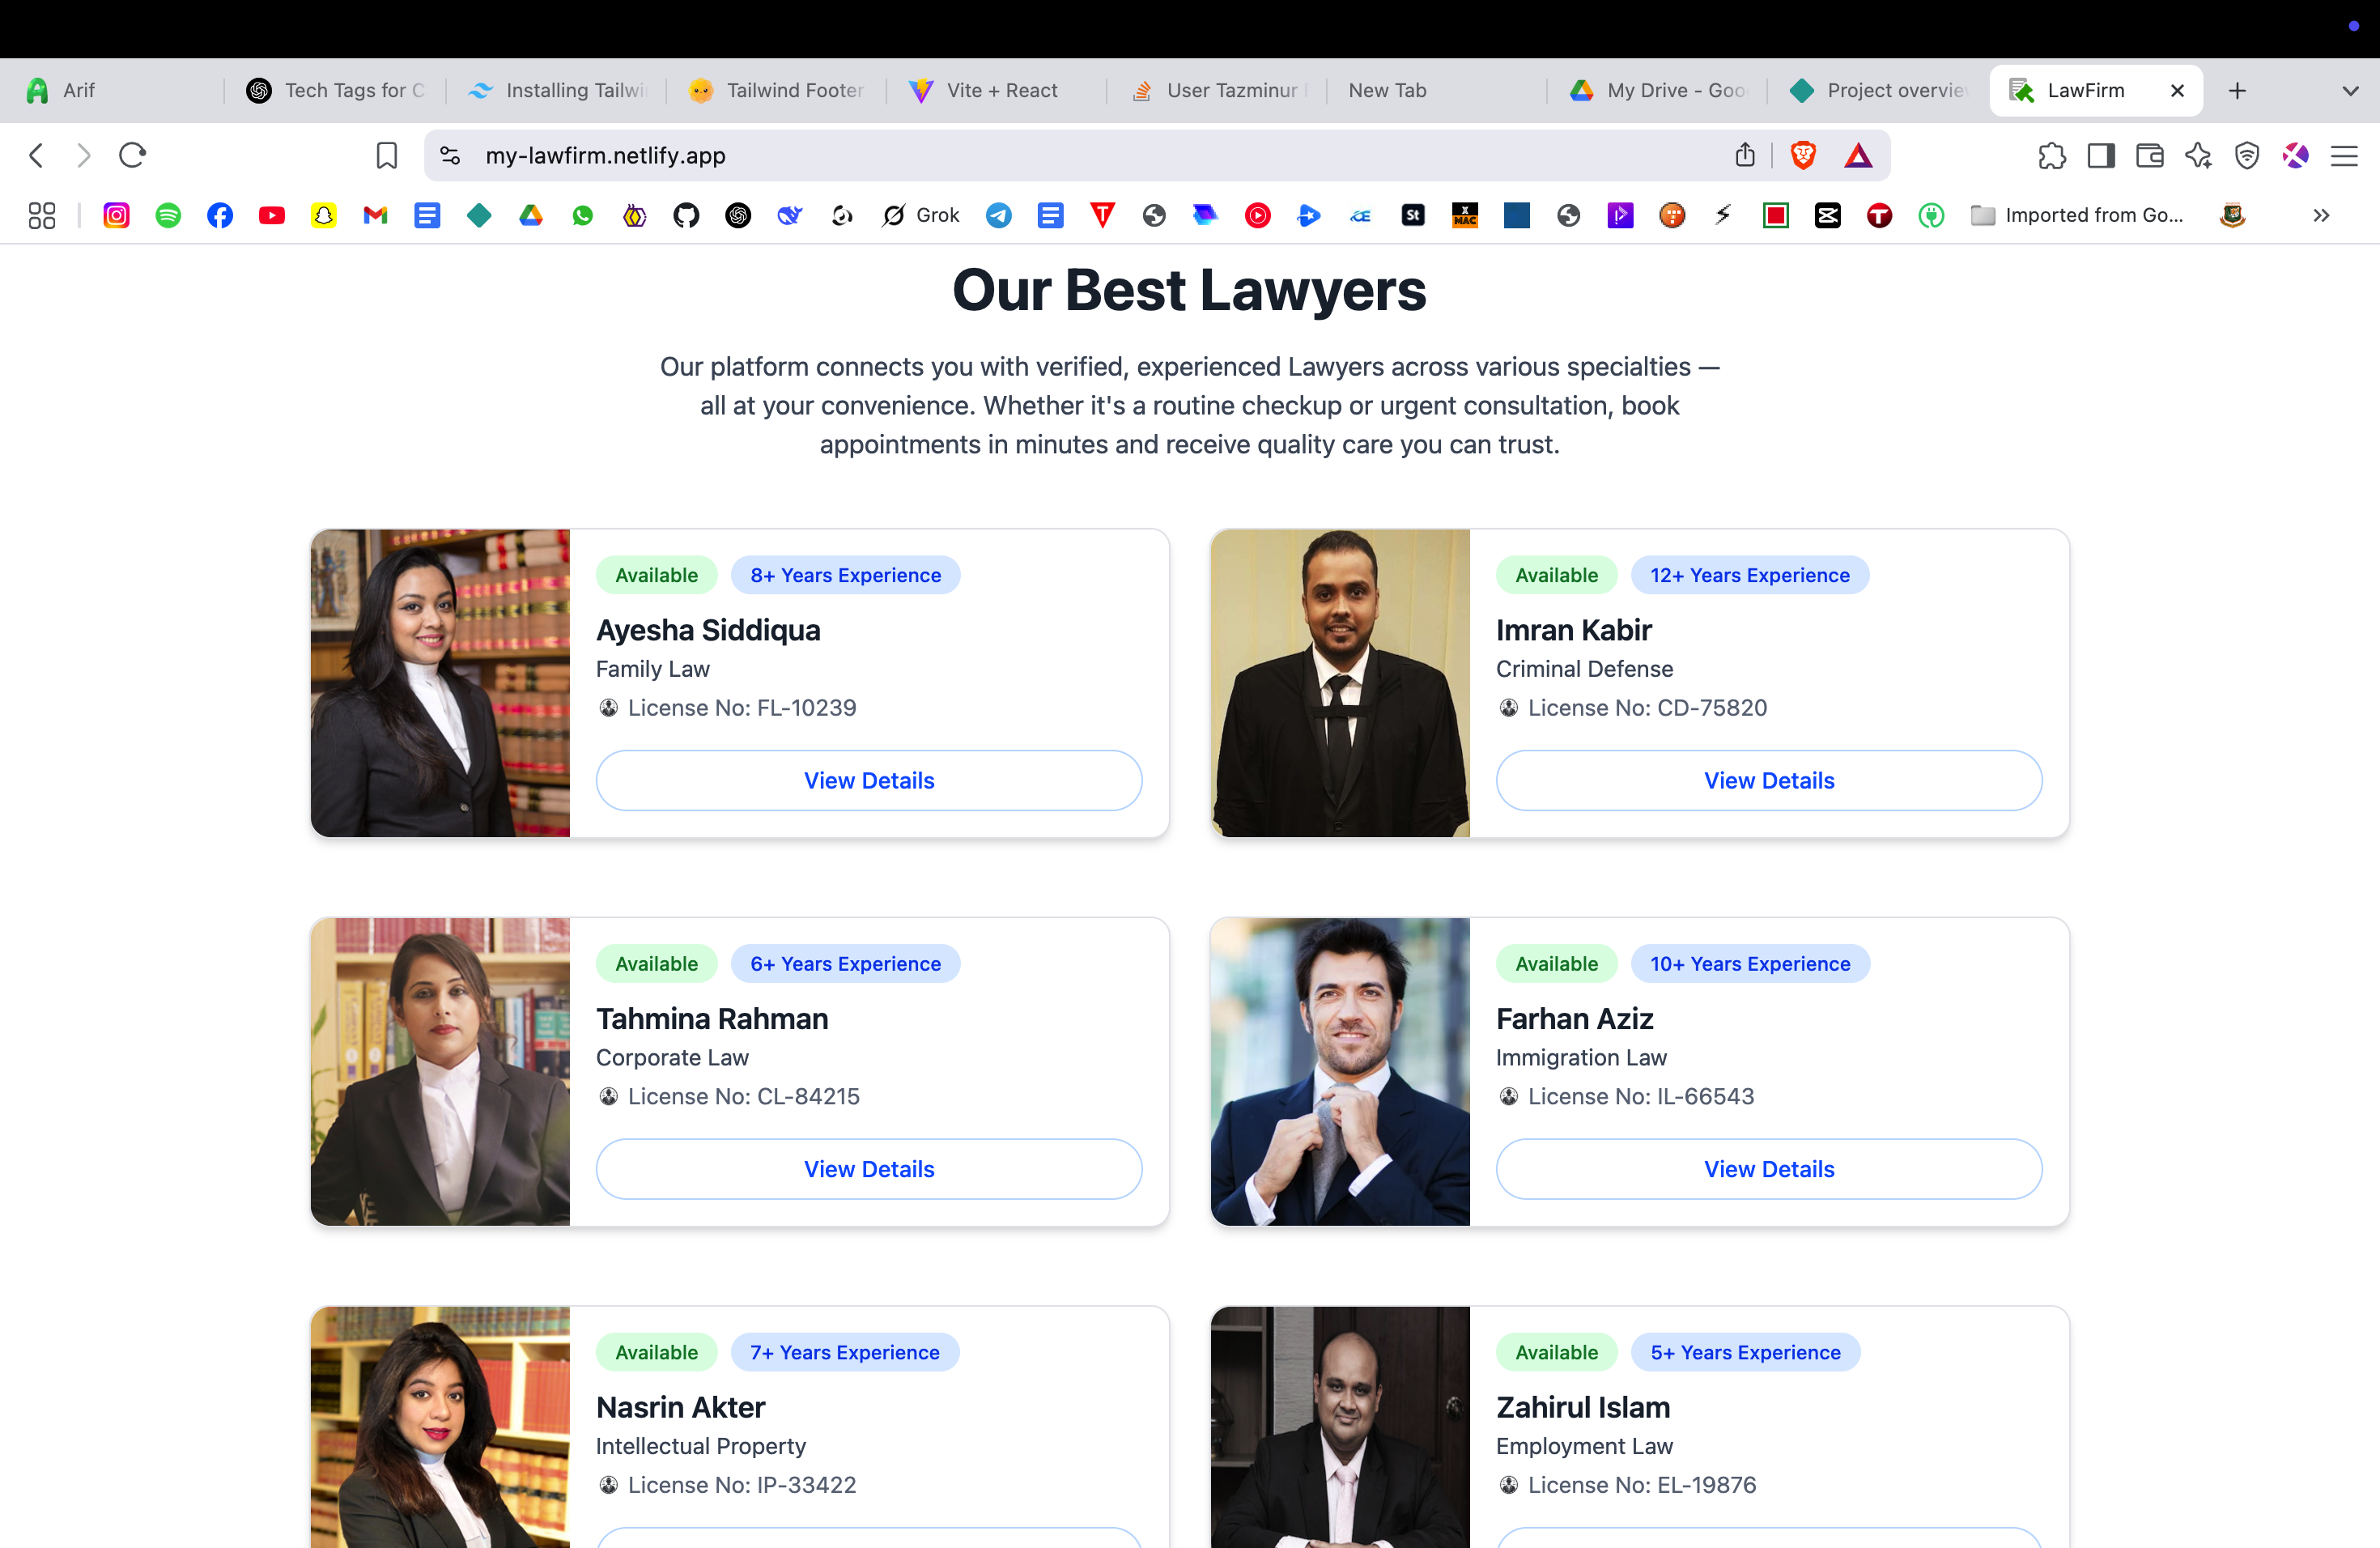 Arif
Tech Tags for C
Installing Tailwi
Tailwind Footer
Vite + React
User Tazminur
New Tab
My Drive - Goo
Project overvie
LawFirm
my-lawfirm.netlify.app
Grok
Imported from Go...
Our Best Lawyers
Our platform connects you with verified, experienced Lawyers across various specialties —
all at your convenience. Whether it's a routine checkup or urgent consultation, book
appointments in minutes and receive quality care you can trust.
Available
8+ Years Experience
Ayesha Siddiqua
Family Law
License No: FL-10239
View Details
Available
12+ Years Experience
Imran Kabir
Criminal Defense
License No: CD-75820
View Details
Available
6+ Years Experience
Tahmina Rahman
Corporate Law
License No: CL-84215
View Details
Available
10+ Years Experience
Farhan Aziz
Immigration Law
License No: IL-66543
View Details
Available
7+ Years Experience
Nasrin Akter
Intellectual Property
License No: IP-33422
Available
5+ Years Experience
Zahirul Islam
Employment Law
License No: EL-19876